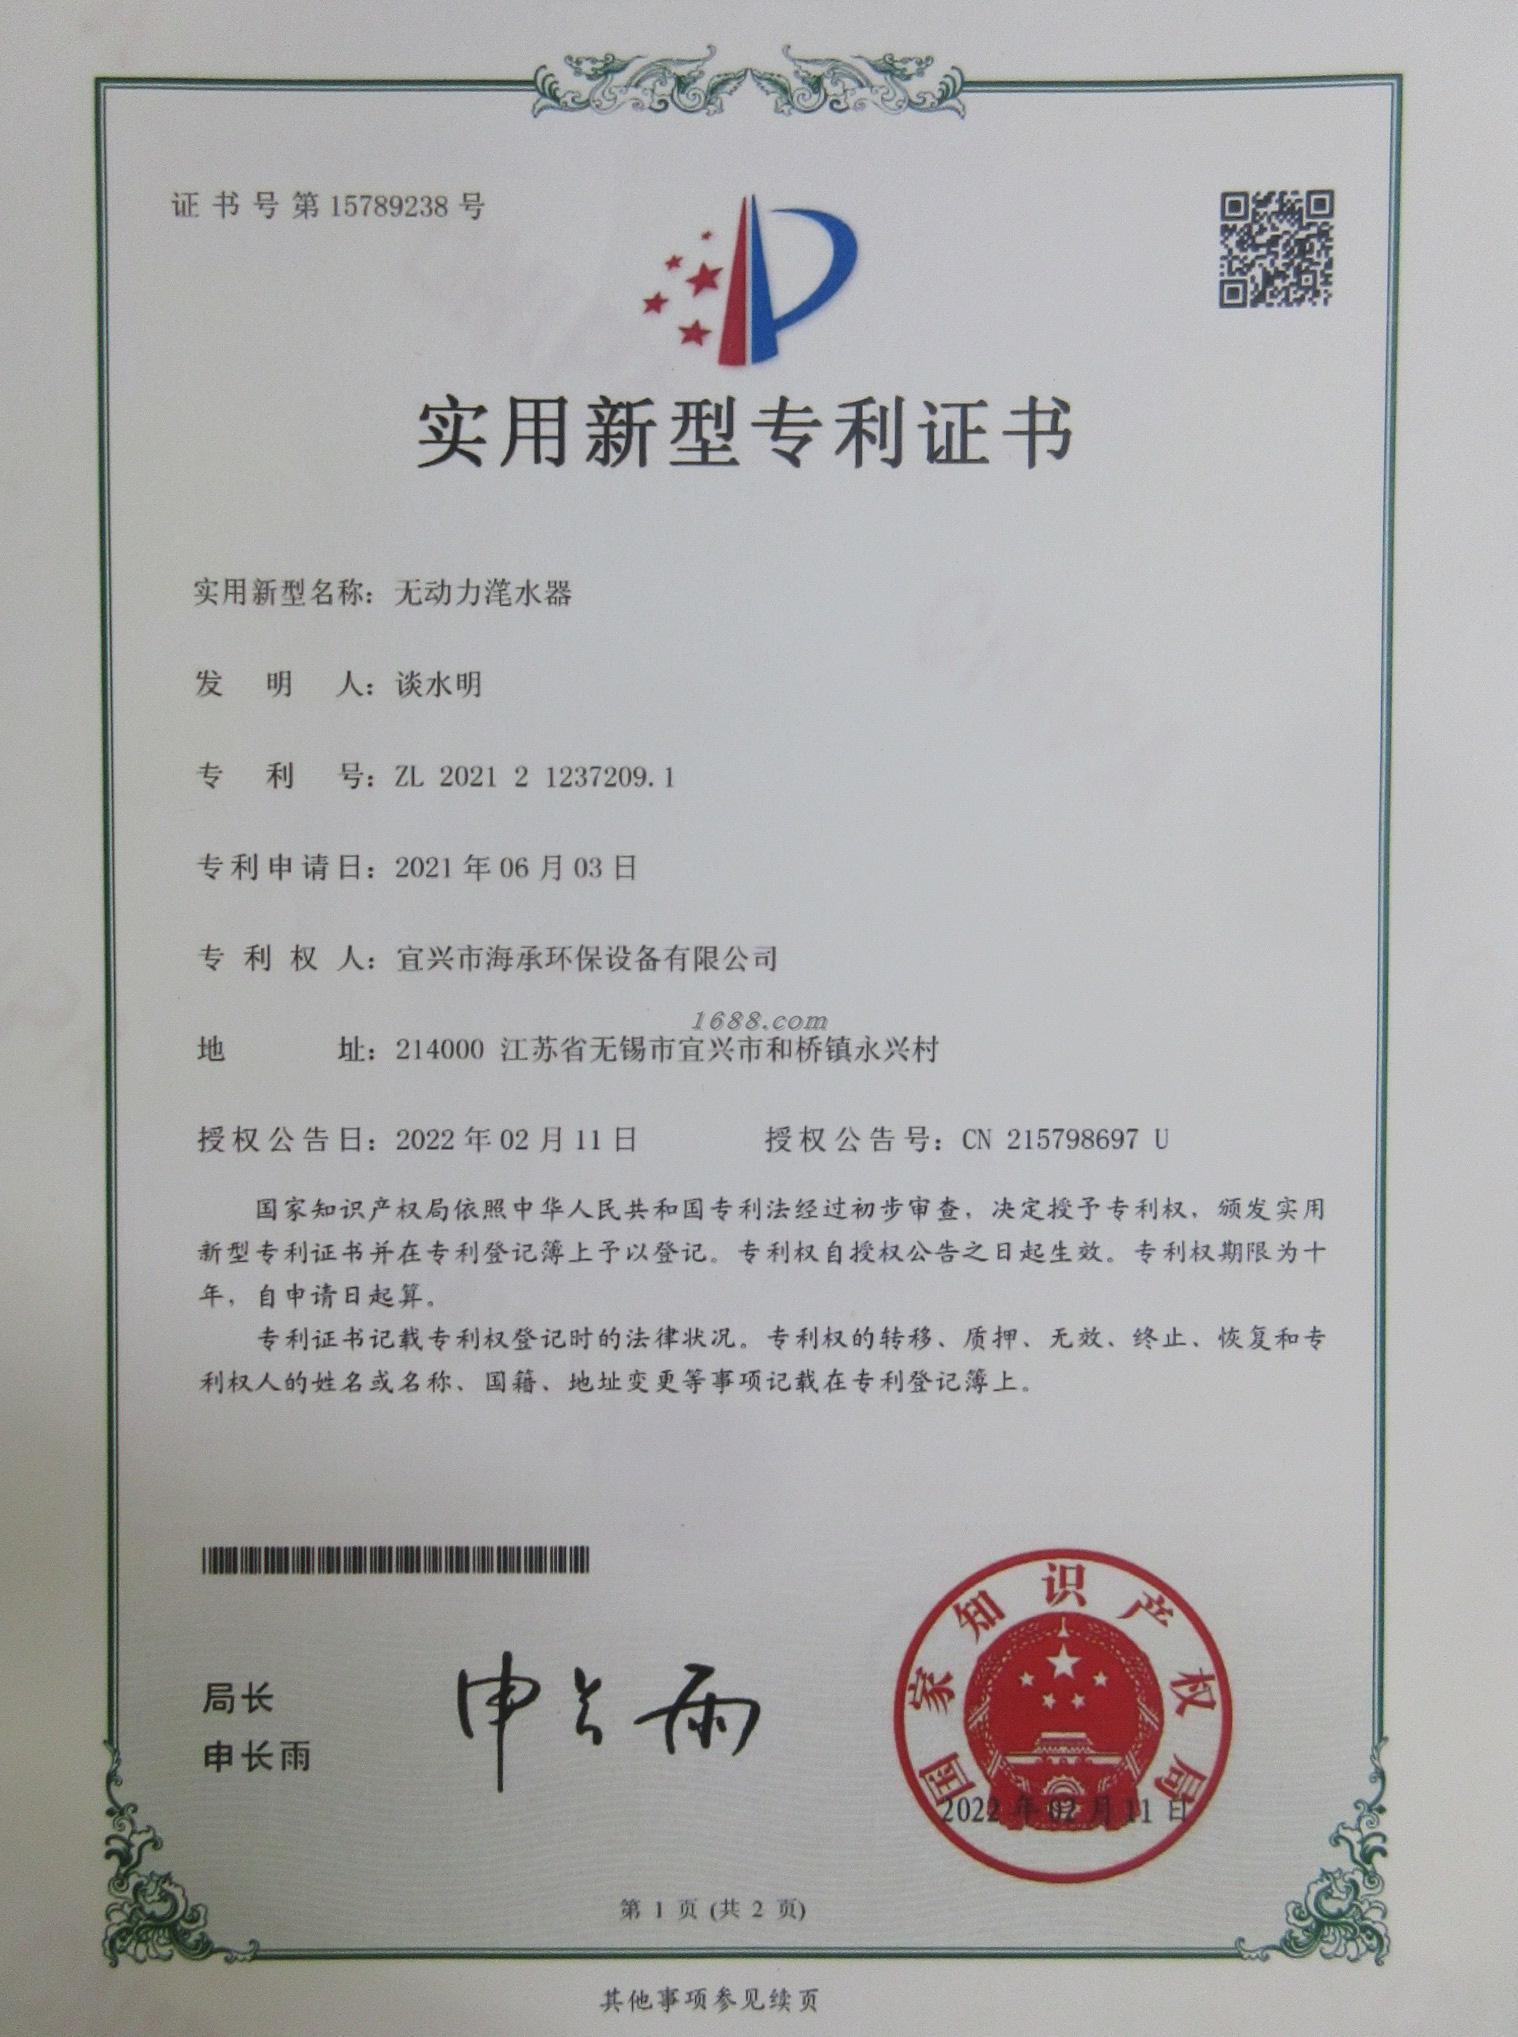 证书号第15789238号
实用新型专利证书
实用新型名称：无动力滗水器
发明人：谈水明
专利号：ZL 2021 2 1237209.1
专利申请日：2021年06月03日
专利权人：宜兴市海承环保设备有限公司
1688.com
地址：214000 江苏省无锡市宜兴市和桥镇永兴村
授权公告日：2022年02月11日 授权公告号：CN 215798697 U
国家知识产权局依照中华人民共和国专利法经过初步审查，决定授予专利权，颁发实用
新型专利证书并在专利登记簿上予以登记。专利权自授权公告之日起生效。专利权期限为十
年，自申请日起算。
专利证书记载专利权登记时的法律状况。专利权的转移、质押、无效、终止、恢复和专
利权人的姓名或名称、国籍、地址变更等事项记载在专利登记簿上。
局长
申长雨
申长雨
国家知识产权局
2022年02月11日
第 1 页 (共 2 页)
其他事项参见续页